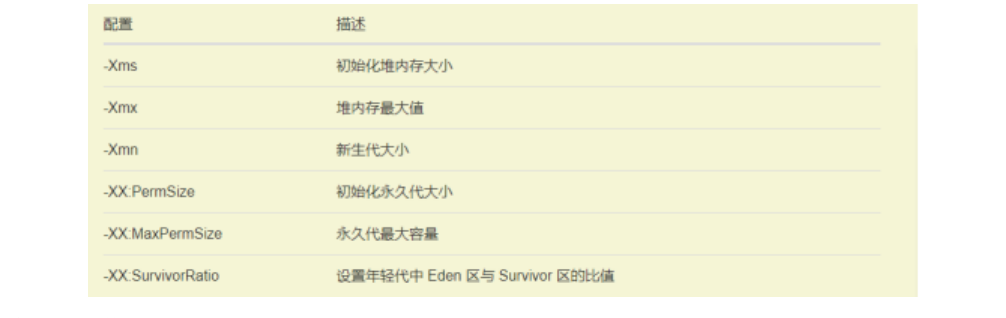 配置 描述
-Xms 初始化堆内存大小
-Xmx 堆内存最大值
-Xmn 新生代大小
-XX:PermSize 初始化永久代大小
-XX:MaxPermSize 永久代最大容量
-XX:SurvivorRatio 设置年轻代中 Eden 区与 Survivor 区的比值